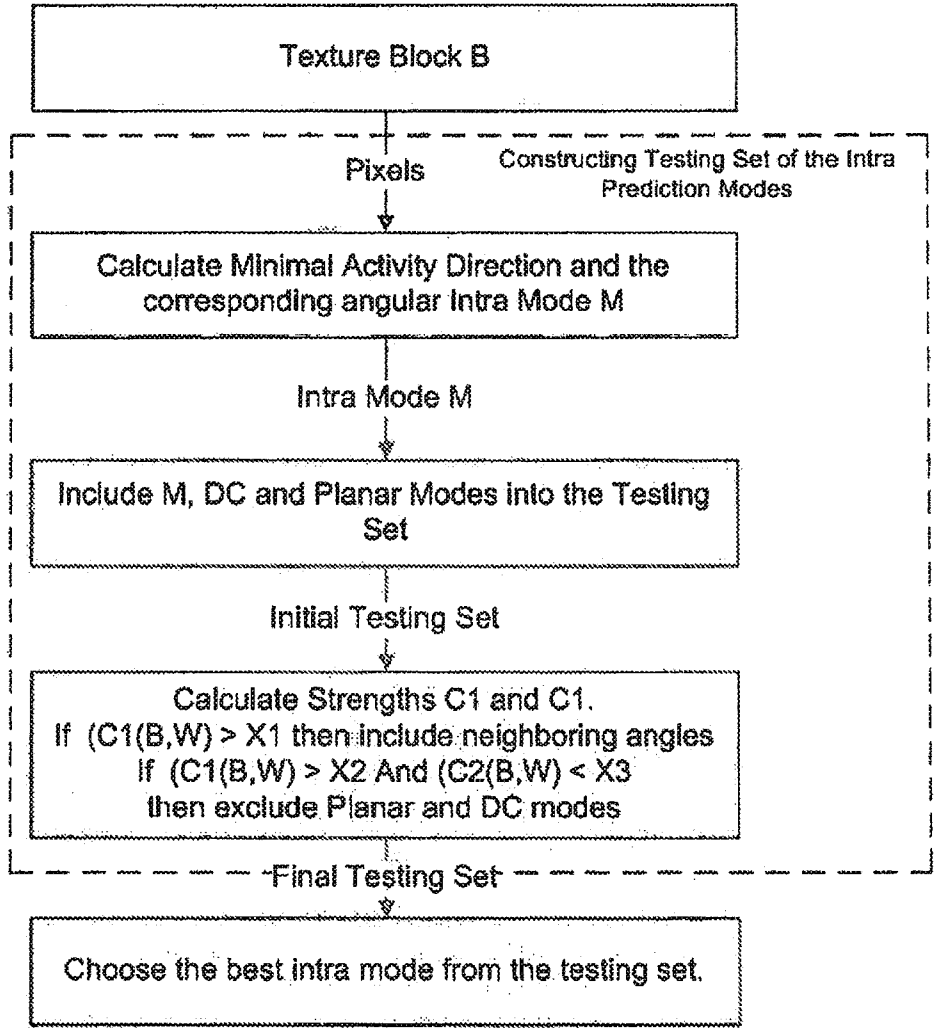 Texture Block B
Pixels
Constructing Testing Set of the Intra
Prediction Modes
Calculate Minimal Activity Direction and the
corresponding angular Intra Mode M
Intra Mode M
Include M, DC and Planar Modes into the Testing
Set
Initial Testing Set
Calculate Strengths C1 and C1.
If (C1(B,W) > X1 then include neighboring angles
If (C1(B,W) > X2 And (C2(B,W) < X3
then exclude Planar and DC modes
Final Testing Set
Choose the best intra mode from the testing set.